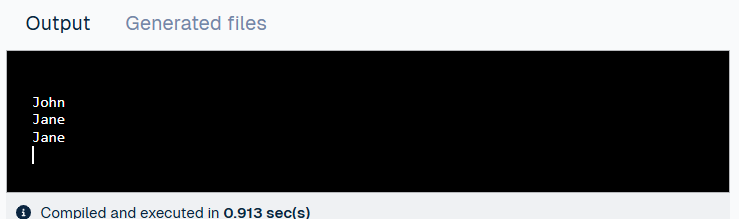 Output Generated files
John
Jane
Jane
Compiled and executed in 0.913 sec(s)